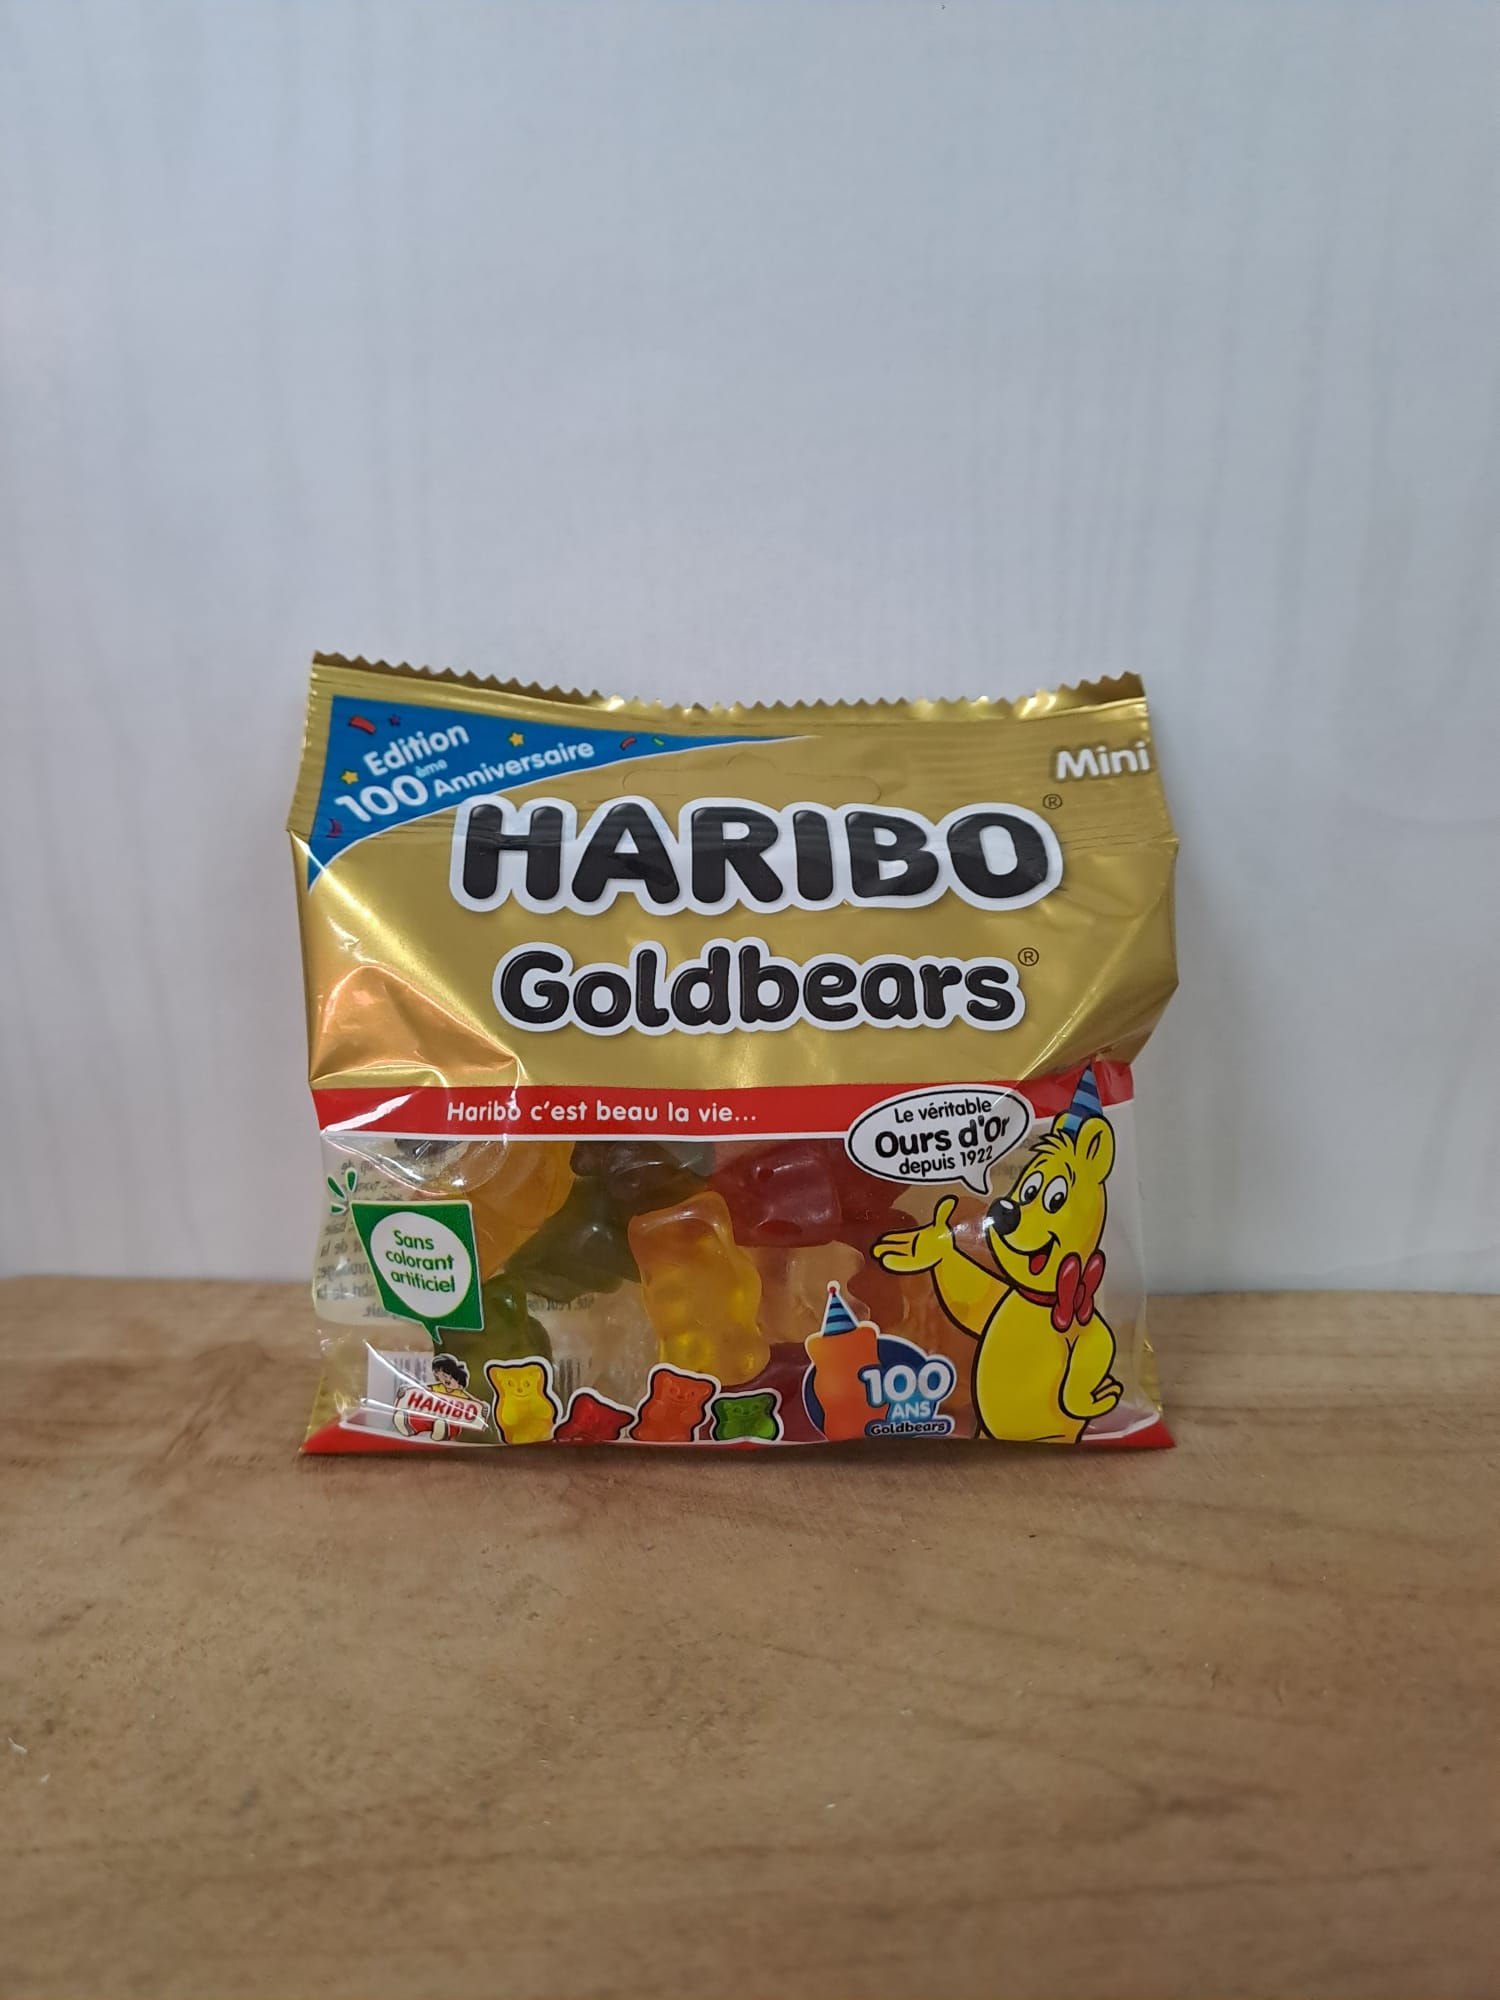 Edition
100ème Anniversaire
Mini
HARIBO®
Goldbears®
Haribo c'est beau la vie...
Le véritable
Ours d'Or
depuis 1922
Sans
colorant
artificiel
HARIBO
100
ANS
Goldbears